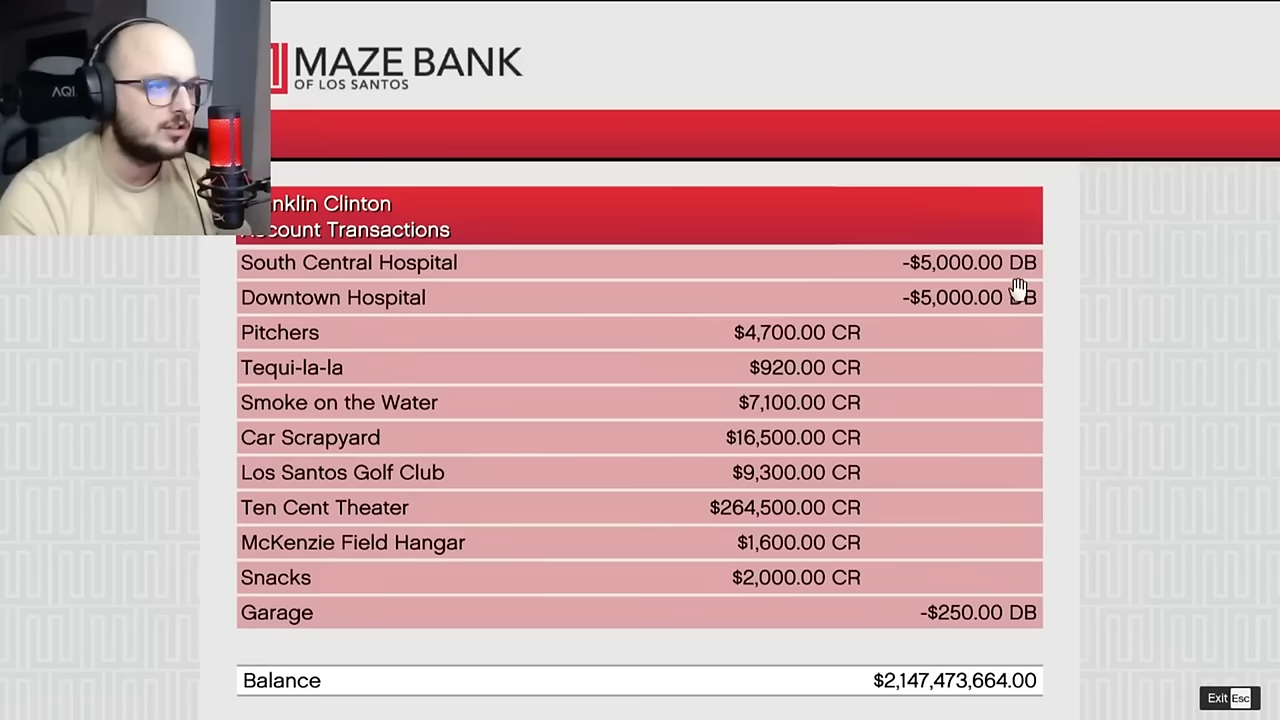 AQI
MAZE BANK
OF LOS SANTOS
nklin Clinton
ount Transactions
South Central Hospital -$5,000.00 DB
Downtown Hospital -$5,000.00 DB
Pitchers $4,700.00 CR
Tequi-la-la $920.00 CR
Smoke on the Water $7,100.00 CR
Car Scrapyard $16,500.00 CR
Los Santos Golf Club $9,300.00 CR
Ten Cent Theater $264,500.00 CR
McKenzie Field Hangar $1,600.00 CR
Snacks $2,000.00 CR
Garage -$250.00 DB
Balance $2,147,473,664.00
Exit Esc